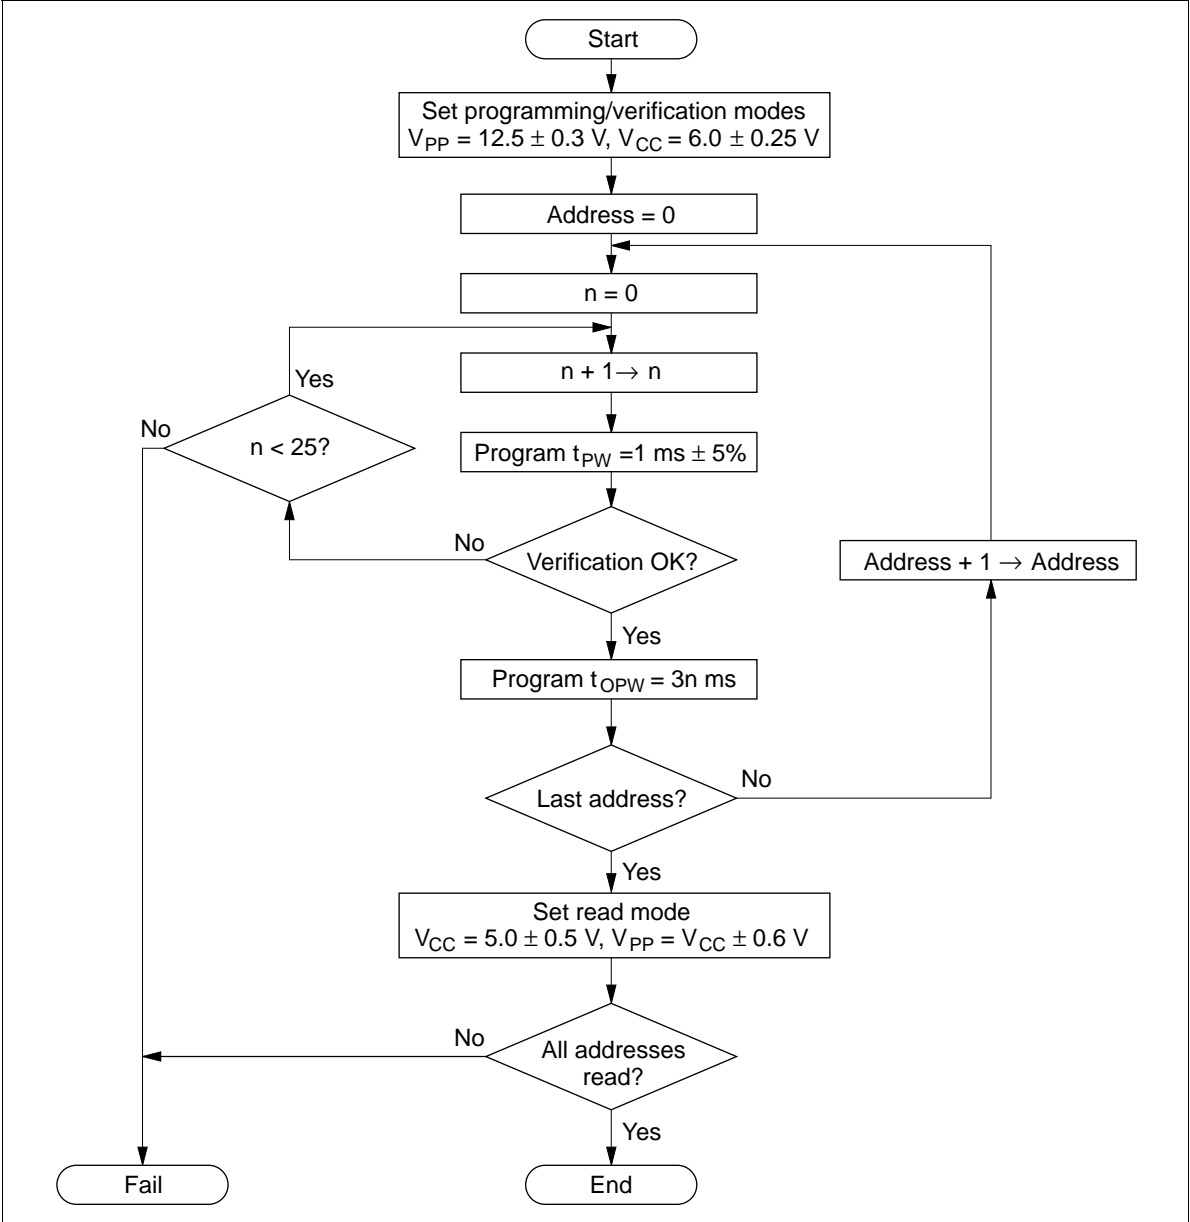 Start
Set programming/verification modes
VPP = 12.5 ± 0.3 V, VCC = 6.0 ± 0.25 V
Address = 0
n = 0
n + 1→ n
Yes
No
n < 25?
Program tPW =1 ms ± 5%
No
Verification OK?
Address + 1 → Address
Yes
Program tOPW = 3n ms
Last address?
No
Yes
Set read mode
VCC = 5.0 ± 0.5 V, VPP = VCC ± 0.6 V
No
All addresses
read?
Yes
Fail
End